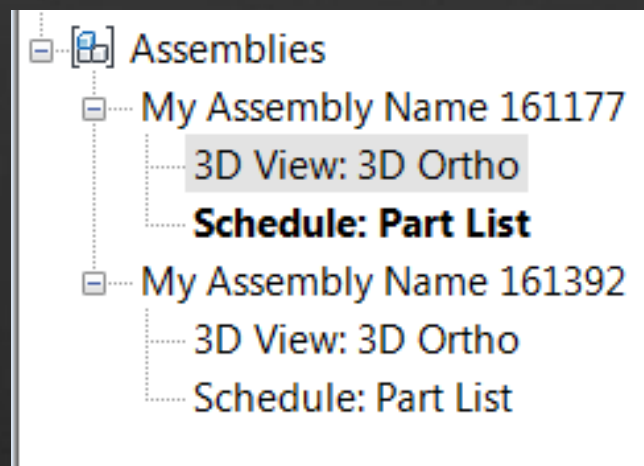 Assemblies
My Assembly Name 161177
3D View: 3D Ortho
Schedule: Part List
My Assembly Name 161392
3D View: 3D Ortho
Schedule: Part List